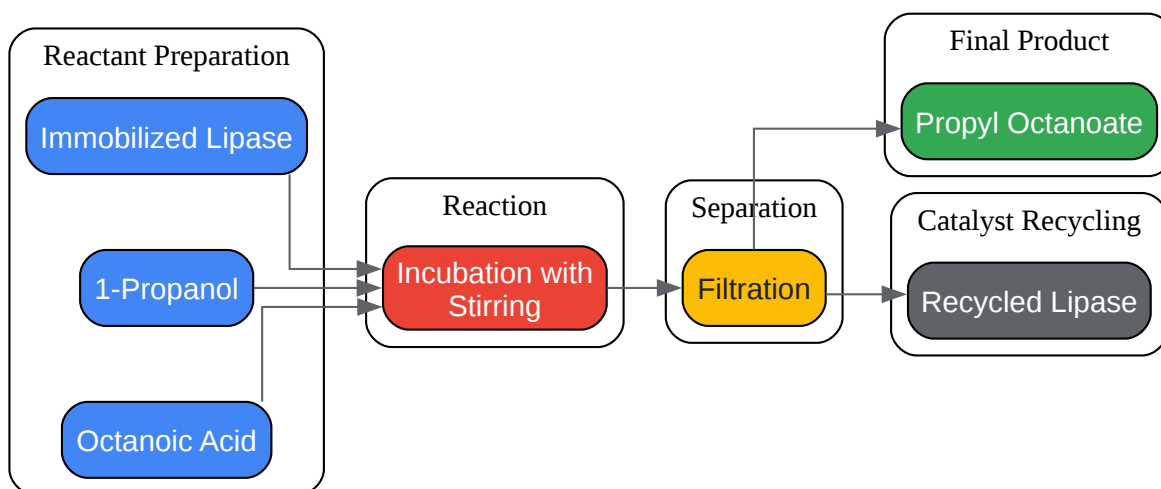 Reactant Preparation
Immobilized Lipase
1-Propanol
Octanoic Acid
Reaction
Incubation with
Stirring
Separation
Filtration
Final Product
Propyl Octanoate
Catalyst Recycling
Recycled Lipase